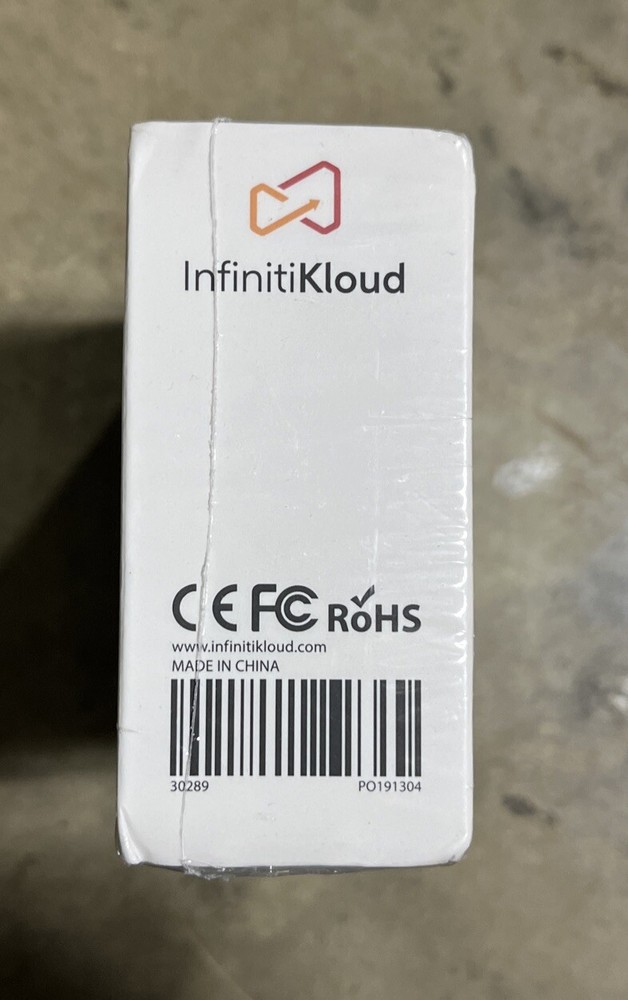 InfinitiKloud
CE FC RoHS
www.infinitikloud.com
MADE IN CHINA
30289 PO191304